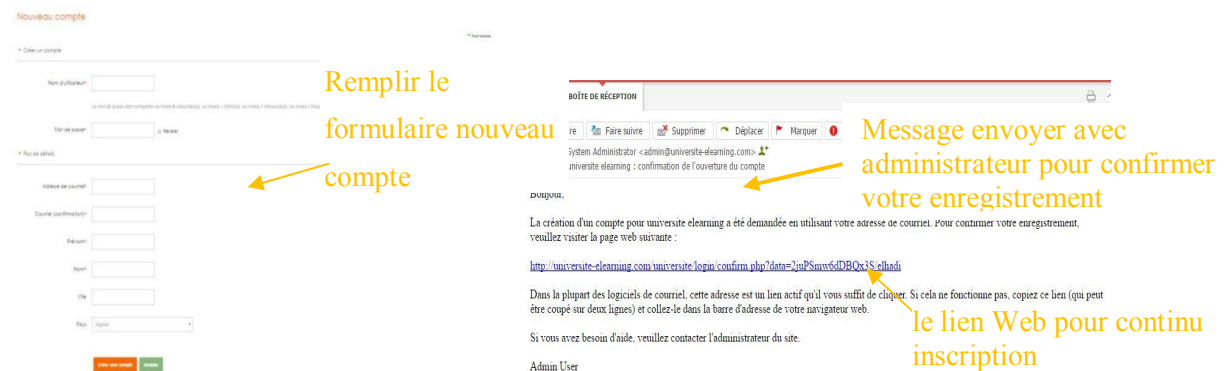 Nouveau compte
Créer un compte
Nom d'utilisateur*
Mot de passe*
Révéler
Plus de détails
Adresse de courriel*
Courriel (confirmation)*
Prénom*
Nom*
Ville
Pays
Algérie
Créer mon compte
Annuler
Remplir le
formulaire nouveau
compte
BOÎTE DE RÉCEPTION
re Faire suivre Supprimer Déplacer Marquer
System Administrator <admin@universite-elearning.com>
universite elearning : confirmation de l'ouverture du compte
Message envoyer avec
administrateur pour confirmer
votre enregistrement
Bonjour,
La création d'un compte pour universite elearning a été demandée en utilisant votre adresse de courriel. Pour confirmer votre enregistrement,
veuillez visiter la page web suivante :
http://universite-elearning.com/universite/login/confirm.php?data=2juPSmw6dDBQx3S/elhadi
Dans la plupart des logiciels de courriel, cette adresse est un lien actif qu'il vous suffit de cliquer. Si cela ne fonctionne pas, copiez ce lien (qui peut
être coupé sur deux lignes) et collez-le dans la barre d'adresse de votre navigateur web.
Si vous avez besoin d'aide, veuillez contacter l'administrateur du site.
Admin User
le lien Web pour continu
inscription